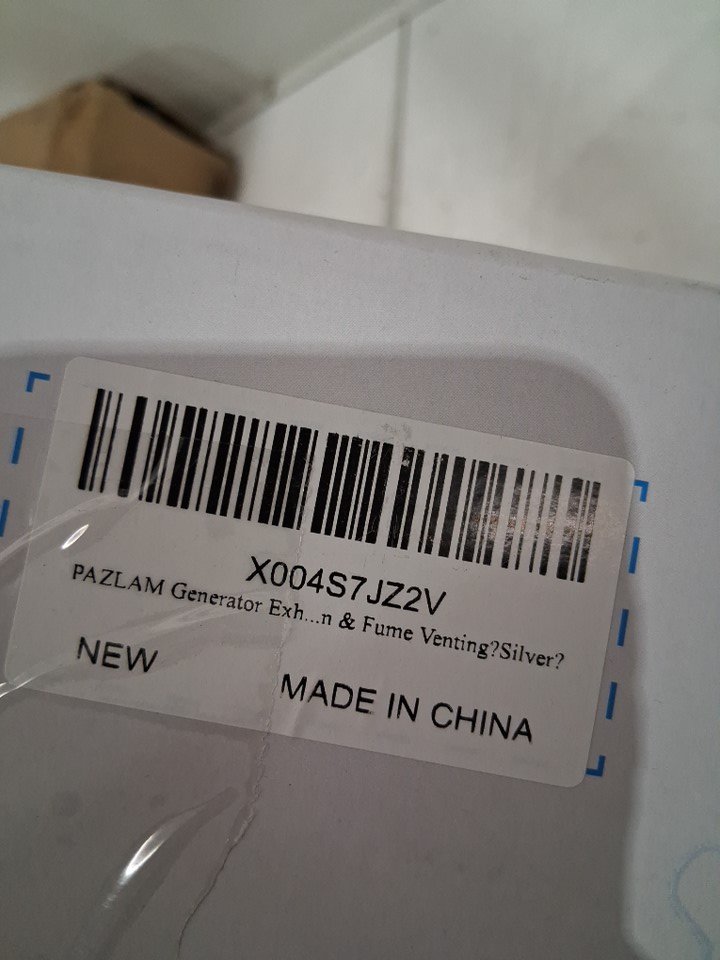 X004S7JZ2V
PAZLAM Generator Exh...n & Fume Venting?Silver?
NEW
MADE IN CHINA